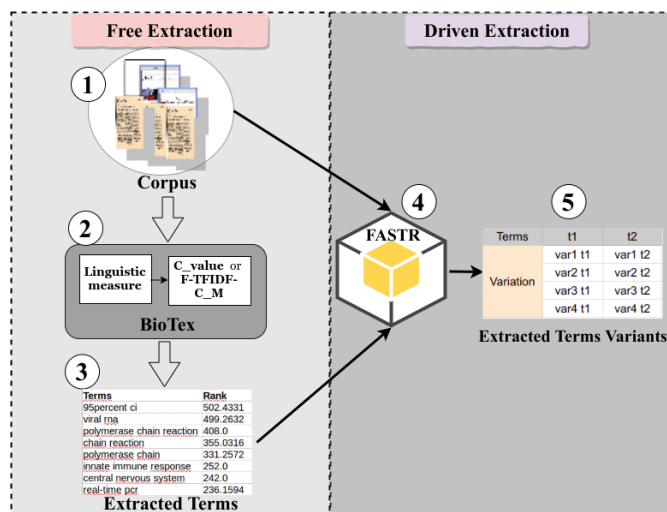 Free Extraction
Driven Extraction
1
Corpus
2
Linguistic
measure
C_value or
F-TFIDF-
C_M
BioTex
3
Terms Rank
95percent ci 502.4331
viral rna 499.2632
polymerase chain reaction 408.0
chain reaction 355.0316
polymerase chain 331.2572
innate immune response 252.0
central nervous system 242.0
real-time pcr 236.1594
Extracted Terms
4
FASTR
5
Terms t1 t2
Variation
var1 t1 var1 t2
var2 t1 var2 t2
var3 t1 var3 t2
var4 t1 var4 t2
Extracted Terms Variants